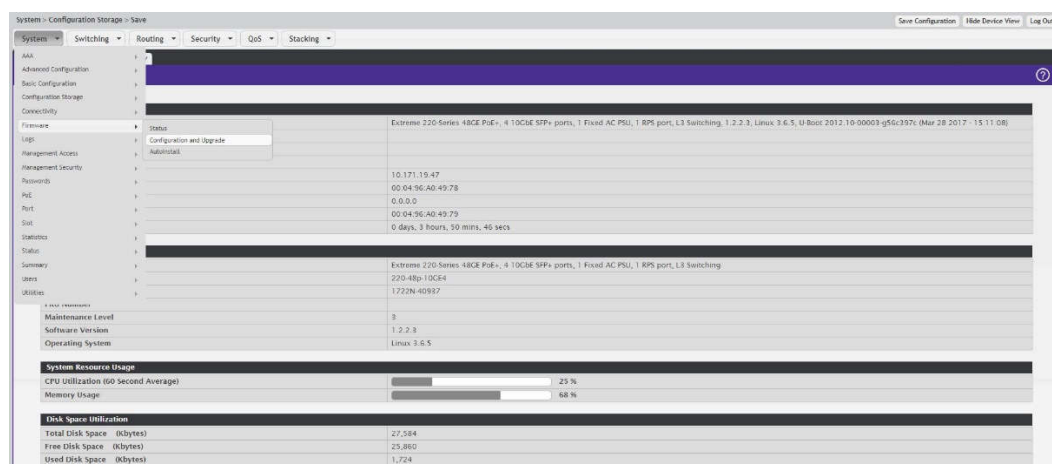 System > Configuration Storage > Save
Save Configuration Hide Device View Log Out
System Switching Routing Security QoS Stacking
AAA
Advanced Configuration
Basic Configuration
Configuration Storage
Connectivity
Firmware
Status
Configuration and Upgrade
AutoInstall
Logs
Management Access
Management Security
Passwords
PoE
Port
Slot
Statistics
Status
Summary
Users
Utilities
Extreme 220-Series 48GE PoE+, 4 10GbE SFP+ ports, 1 Fixed AC PSU, 1 RPS port, L3 Switching, 1.2.2.3, Linux 3.6.5, U-Boot 2012.10-00003-g56c397c (Mar 28 2017 - 15:11:08)
10.171.19.47
00:04:96:A0:49:78
0.0.0.0
00:04:96:A0:49:79
0 days, 3 hours, 50 mins, 46 secs
Extreme 220-Series 48GE PoE+, 4 10GbE SFP+ ports, 1 Fixed AC PSU, 1 RPS port, L3 Switching
220-48p-10GE4
1722N-40937
Maintenance Level 3
Software Version 1.2.2.3
Operating System Linux 3.6.5
System Resource Usage
CPU Utilization (60 Second Average) 25 %
Memory Usage 68 %
Disk Space Utilization
Total Disk Space (Kbytes) 27,584
Free Disk Space (Kbytes) 25,860
Used Disk Space (Kbytes) 1,724